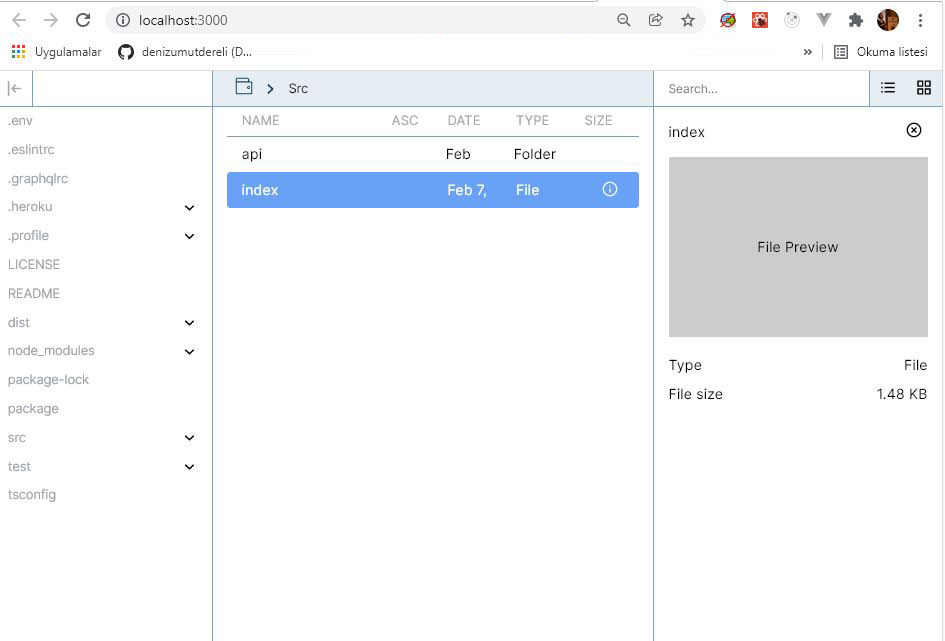 localhost:3000
Uygulamalar denizumutdereli (D...
» Okuma listesi
Src
Search...
.env
.eslintrc
.graphqlrc
.heroku
.profile
LICENSE
README
dist
node_modules
package-lock
package
src
test
tsconfig
NAME ASC DATE TYPE SIZE
api Feb Folder
index Feb 7, File
index
File Preview
Type File
File size 1.48 KB